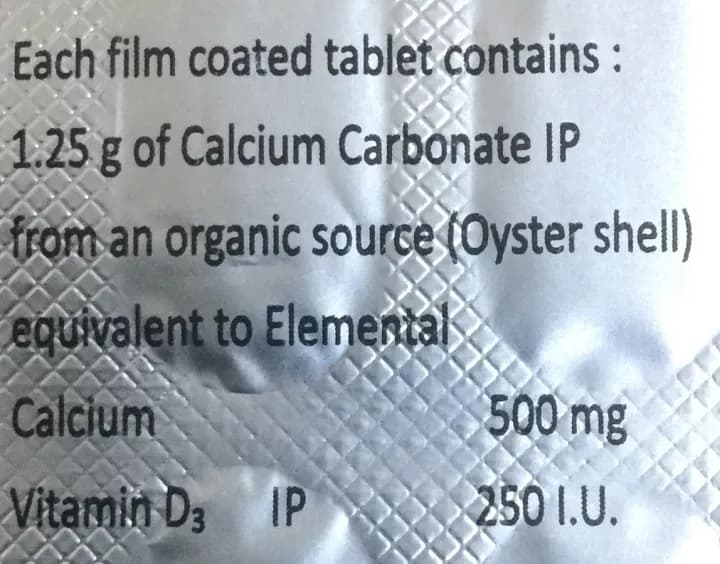 Each film coated tablet contains :
1.25 g of Calcium Carbonate IP
from an organic source (Oyster shell)
equivalent to Elemental
Calcium 500 mg
Vitamin D₃ IP 250 I.U.